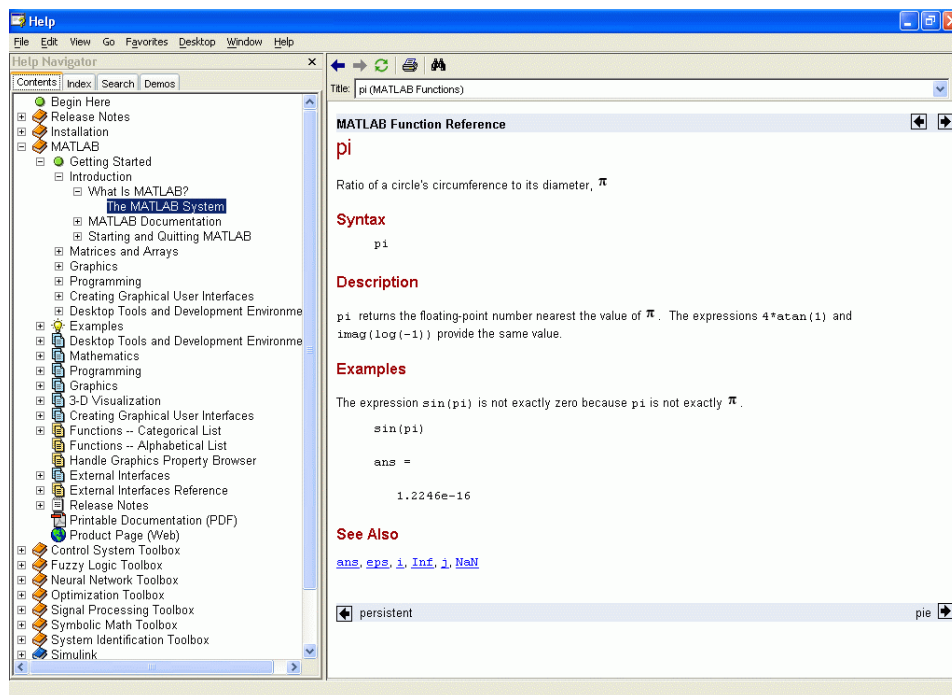 Help
File Edit View Go Favorites Desktop Window Help
Help Navigator
Contents Index Search Demos
Begin Here
Release Notes
Installation
MATLAB
Getting Started
Introduction
What Is MATLAB?
The MATLAB System
MATLAB Documentation
Starting and Quitting MATLAB
Matrices and Arrays
Graphics
Programming
Creating Graphical User Interfaces
Desktop Tools and Development Environme
Examples
Desktop Tools and Development Environme
Mathematics
Programming
Graphics
3-D Visualization
Creating Graphical User Interfaces
Functions -- Categorical List
Functions -- Alphabetical List
Handle Graphics Property Browser
External Interfaces
External Interfaces Reference
Release Notes
Printable Documentation (PDF)
Product Page (Web)
Control System Toolbox
Fuzzy Logic Toolbox
Neural Network Toolbox
Optimization Toolbox
Signal Processing Toolbox
Symbolic Math Toolbox
System Identification Toolbox
Simulink
Title: pi (MATLAB Functions)
MATLAB Function Reference
pi
Ratio of a circle's circumference to its diameter, π
Syntax
pi
Description
pi returns the floating-point number nearest the value of π. The expressions 4*atan(1) and
imag(log(-1)) provide the same value.
Examples
The expression sin(pi) is not exactly zero because pi is not exactly π.
sin(pi)
ans =
1.2246e-16
See Also
ans, eps, i, Inf, j, NaN
persistent pie